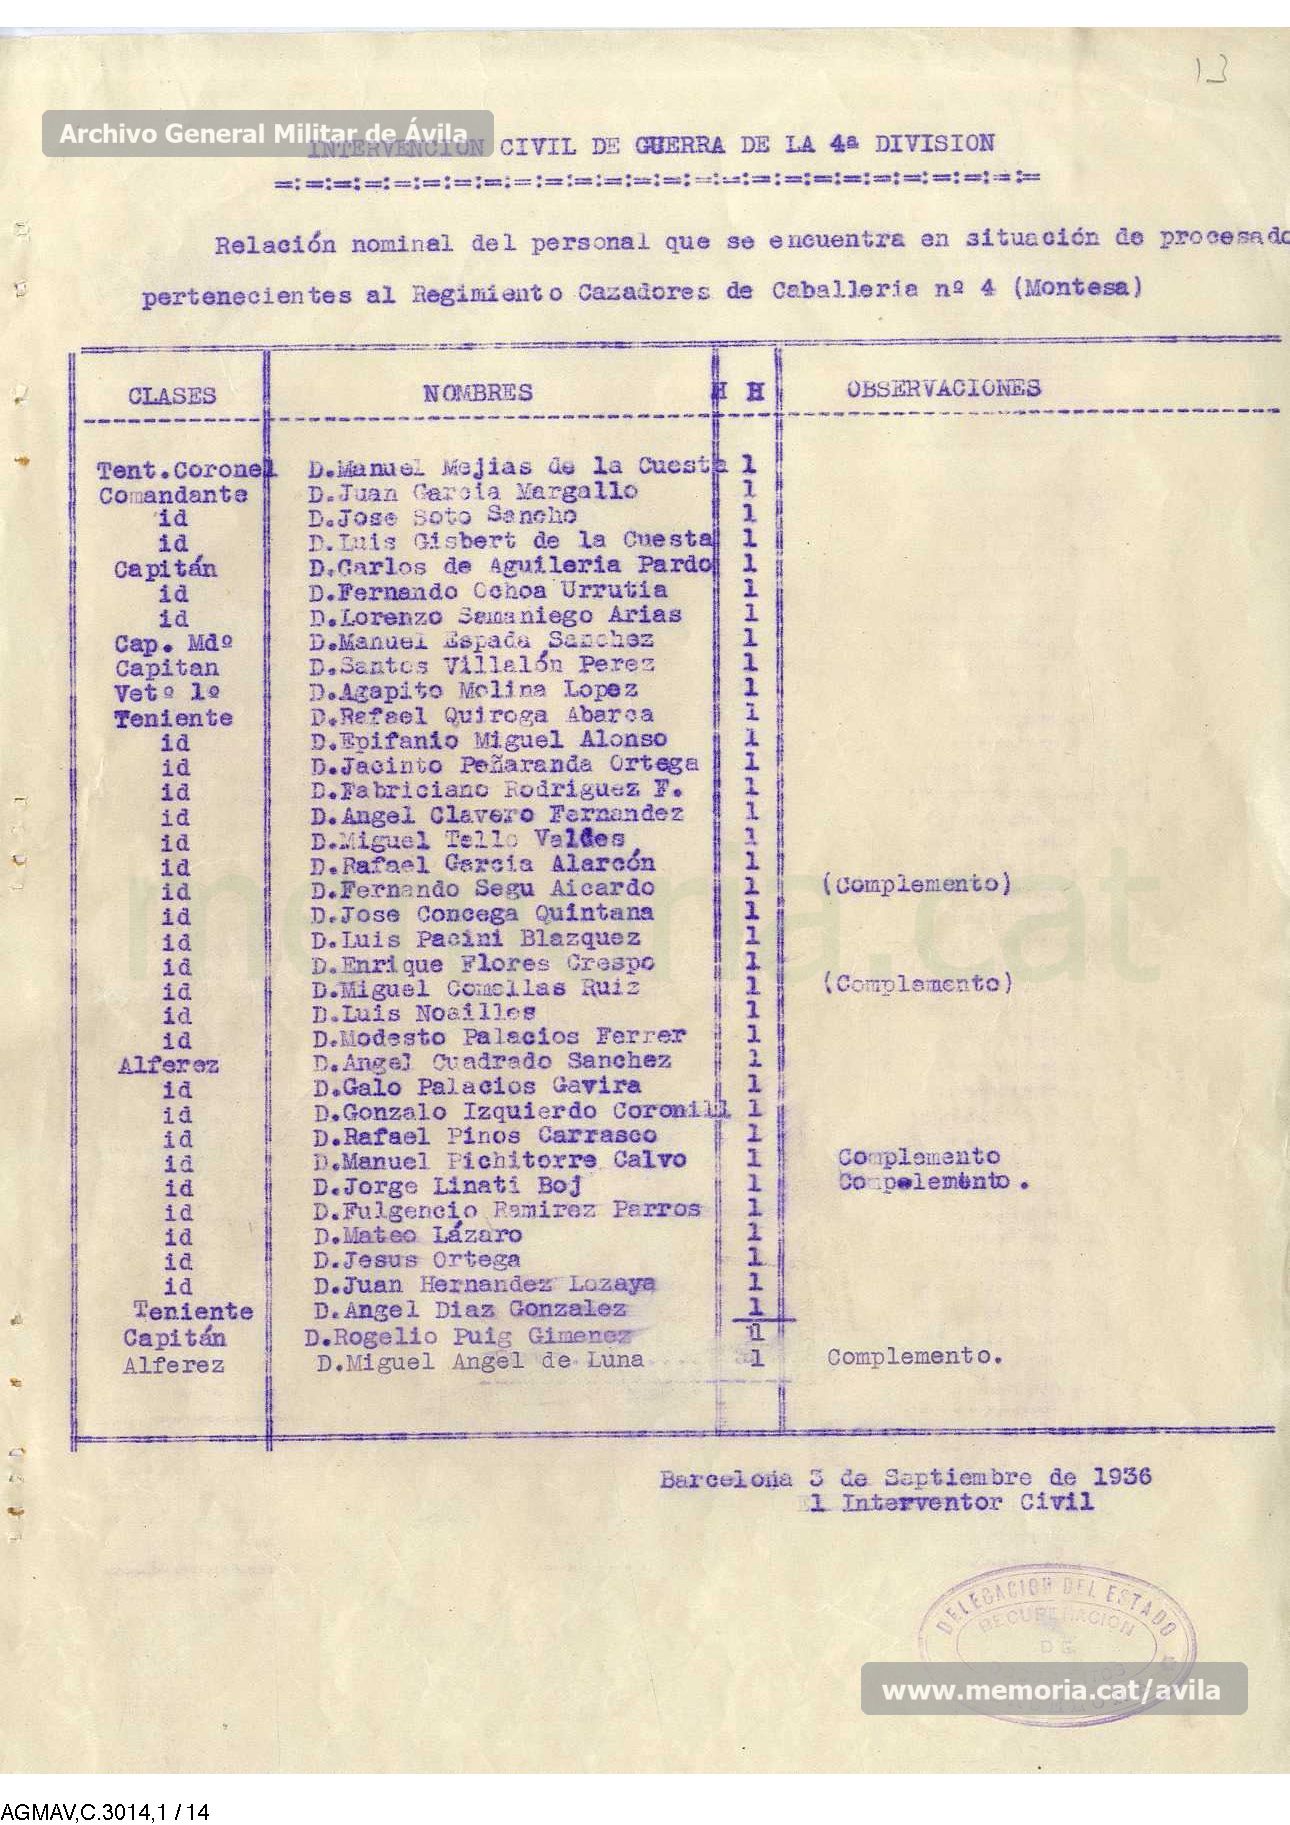 13
Archivo General Militar de Ávila
INTERVENCION CIVIL DE GUERRA DE LA 4ª DIVISION
=:=:=:=:=:=:=:=:=:=:=:=:=:=:=:=:=:=:=:=:=:=:=:=:=:=
Relación nominal del personal que se encuentra en situación de procesado
pertenecientes al Regimiento Cazadores de Caballeria nº 4 (Montesa)
CLASES NOMBRES H H OBSERVACIONES
Tent.Coronel D.Manuel Mejias de la Cuesta 1
Comandante D.Juan Garcia Margallo 1
id D.Jose Soto Sancho 1
id D.Luis Gisbert de la Cuesta 1
Capitán D.Carlos de Aguileria Pardo 1
id D.Fernando Ochoa Urrutia 1
id D.Lorenzo Samaniego Arias 1
Cap. Mdº D.Manuel Espada Sanchez 1
Capitan D.Santos Villalón Perez 1
Vetº 1º D.Agapito Molina Lopez 1
Teniente D.Rafael Quiroga Abarca 1
id D.Epifanio Miguel Alonso 1
id D.Jacinto Peñaranda Ortega 1
id D.Fabriciano Rodriguez F. 1
id D.Angel Clavero Fernandez 1
id D.Miguel Tello Valdes 1
id D.Rafael Garcia Alarcón 1
id D.Fernando Segu Aicardo 1 (Complemento)
id D.Jose Concega Quintana 1
id D.Luis Pacini Blazquez 1
id D.Enrique Flores Crespo 1
id D.Miguel Comellas Ruiz 1 (Complemento)
id D.Luis Noailles 1
id D.Modesto Palacios Ferrer 1
Alferez D.Angel Cuadrado Sanchez 1
id D.Galo Palacios Gavira 1
id D.Gonzalo Izquierdo Coronill 1
id D.Rafael Pinos Carrasco 1
id D.Manuel Pichitorre Calvo 1 Complemento
id D.Jorge Linati Boj 1 Compelemento.
id D.Fulgencio Ramirez Parros 1
id D.Mateo Lázaro 1
id D.Jesus Ortega 1
id D.Juan Hernandez Lozaya 1
Teniente D.Angel Diaz Gonzalez 1
Capitán D.Rogelio Puig Gimenez 1
Alferez D.Miguel Angel de Luna 1 Complemento.
memoria.cat
Barcelona 3 de Septiembre de 1936
El Interventor Civil
DELEGACION DEL ESTADO
RECUPERACION
DE
www.memoria.cat/avila
AGMAV,C.3014,1 / 14